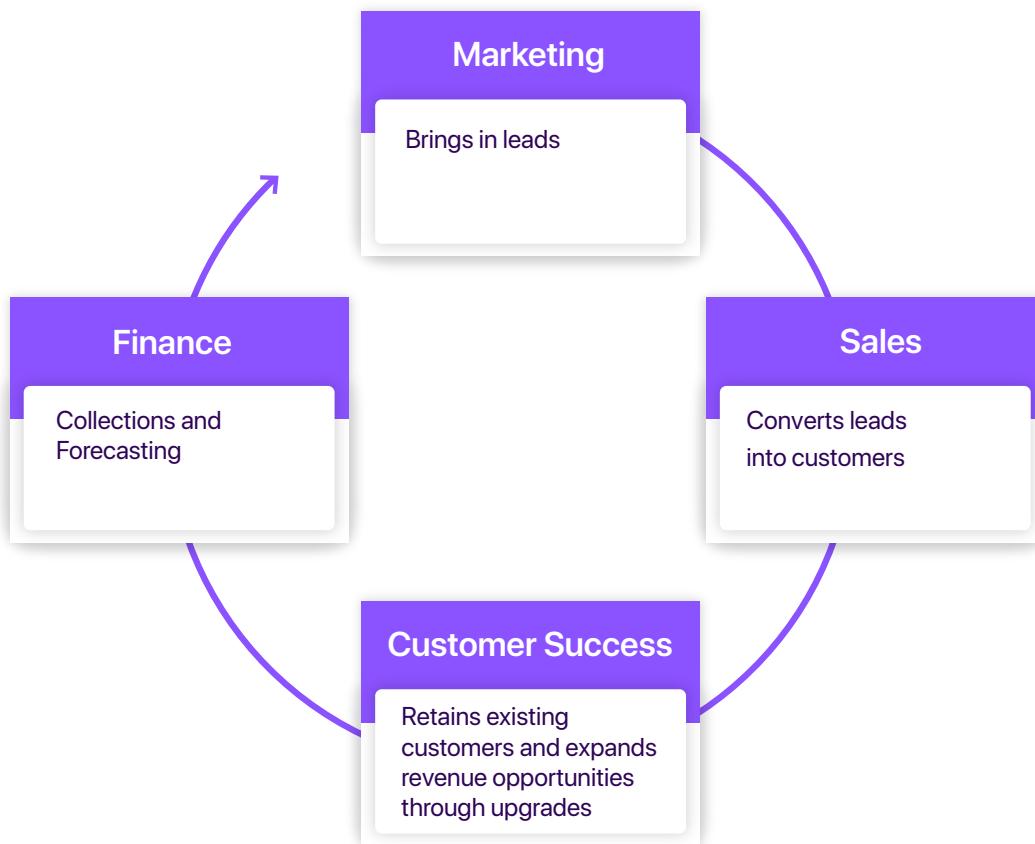 Marketing
Brings in leads
Finance
Collections and
Forecasting
Sales
Converts leads
into customers
Customer Success
Retains existing
customers and expands
revenue opportunities
through upgrades